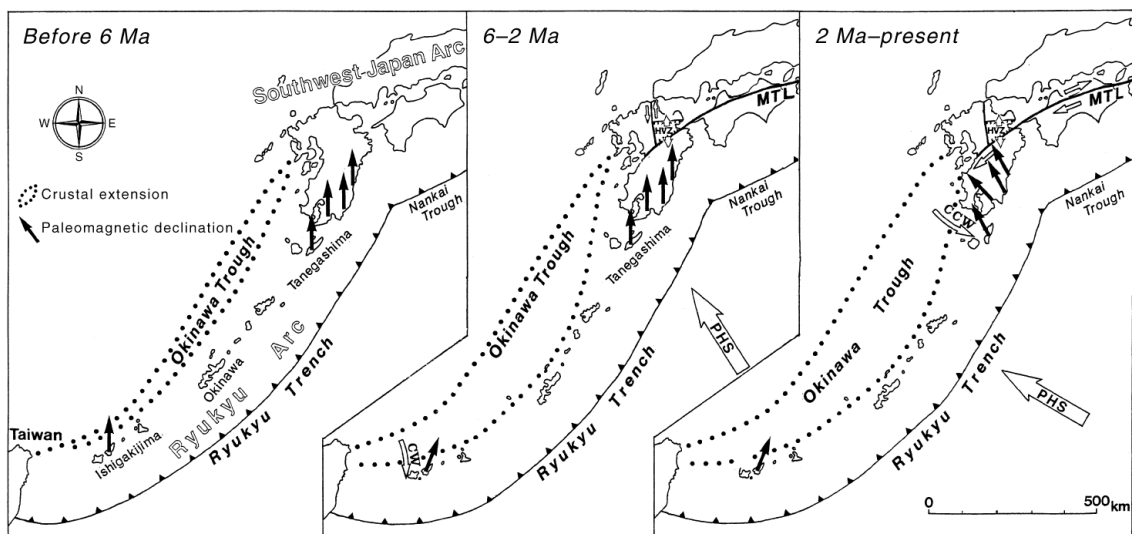 Before 6 Ma
Southwest-Japan Arc
N
W E
S
Crustal extension
Paleomagnetic declination
Nankai
Trough
Tanegashima
Okinawa Trough
Okinawa
Ryukyu Arc
Ryukyu Trench
Taiwan
Ishigakijima
6–2 Ma
MTL
HVZ
Nankai
Trough
Tanegashima
Okinawa Trough
PHS
Ryukyu Trench
CW
2 Ma–present
MTL
HVZ
Nankai
Trough
CCW
Okinawa Trough
PHS
Ryukyu Trench
0 500km